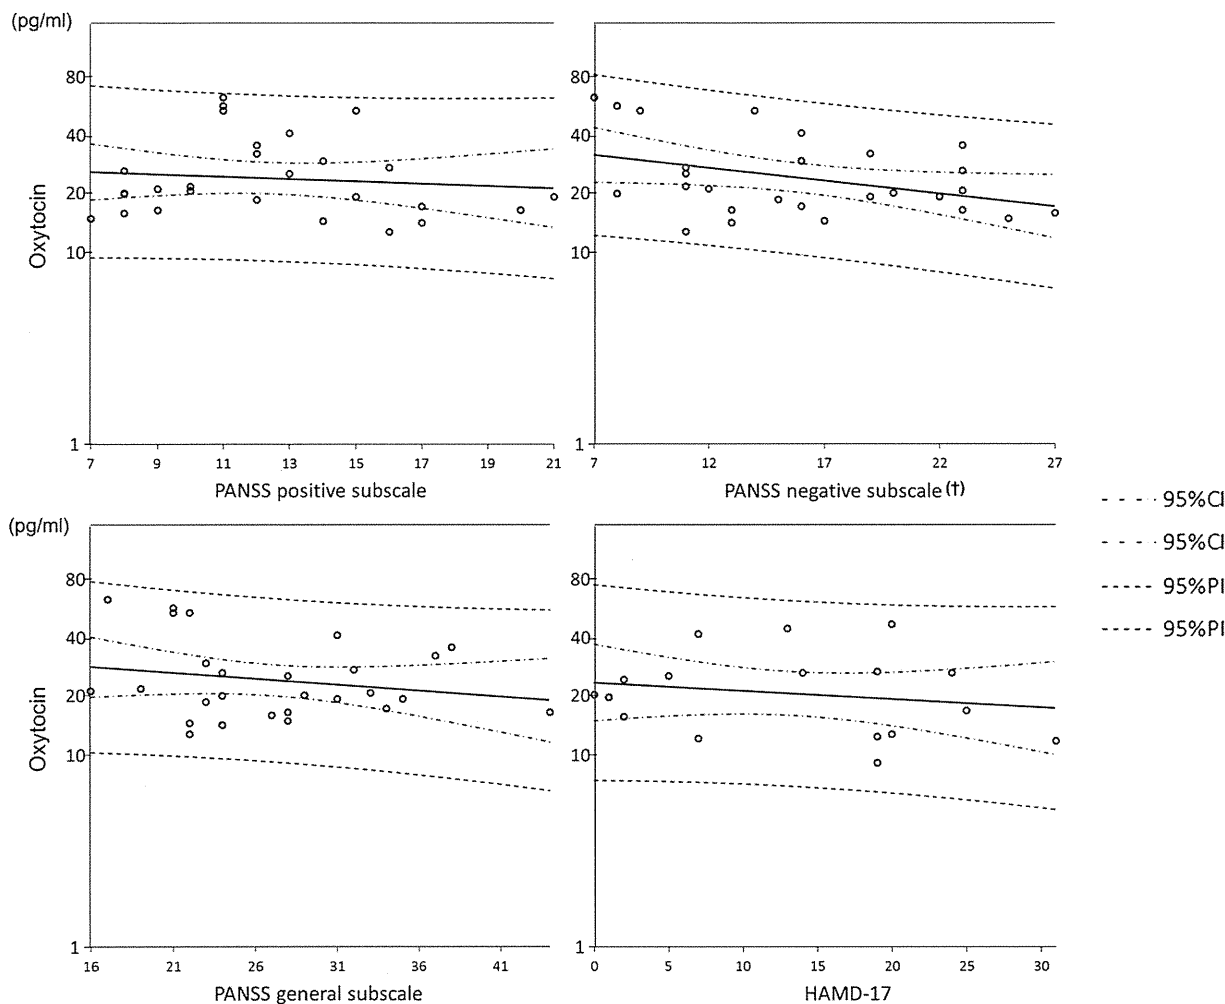 (pg/ml)
80
40
20
10
1
Oxytocin
7 9 11 13 15 17 19 21
PANSS positive subscale
80
40
20
10
1
7 12 17 22 27
PANSS negative subscale (†)
(pg/ml)
80
40
20
10
1
Oxytocin
16 21 26 31 36 41
PANSS general subscale
80
40
20
10
1
0 5 10 15 20 25 30
HAMD-17
95%CI
95%CI
95%PI
95%PI